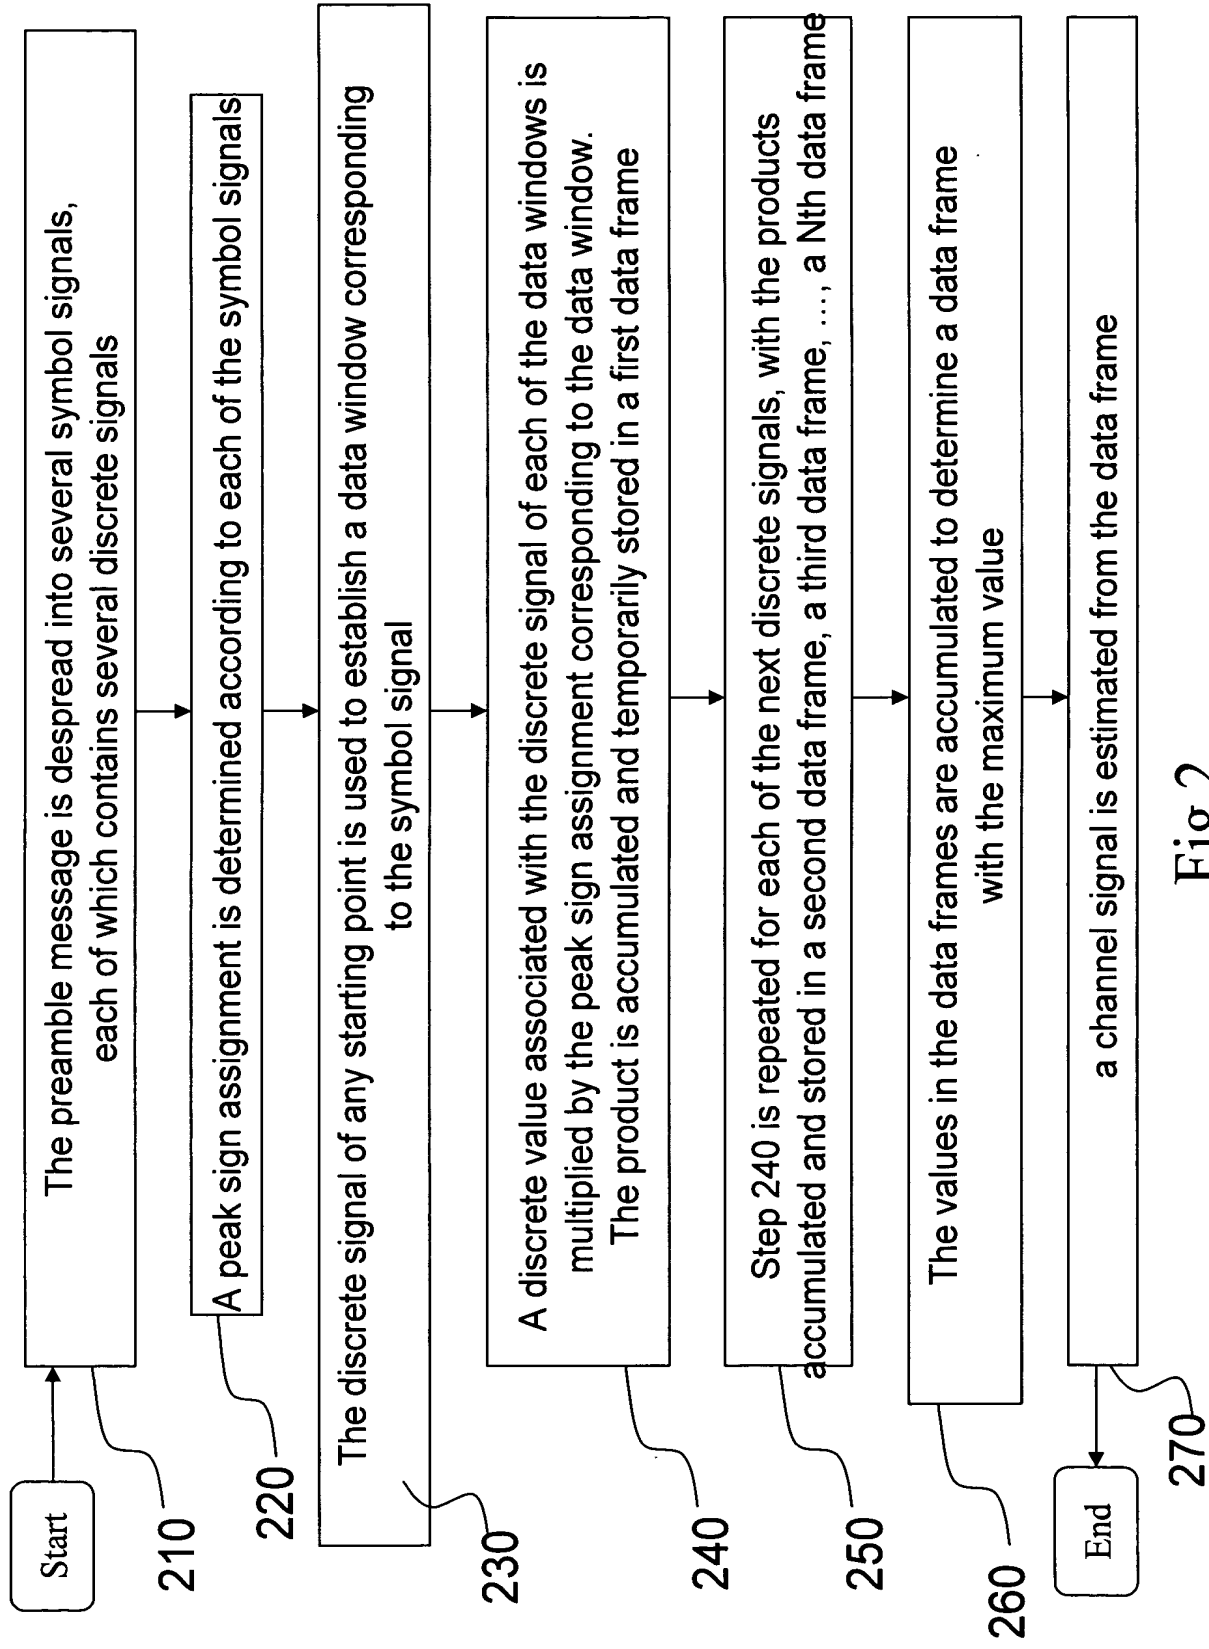 Start
210
The preamble message is despread into several symbol signals,
each of which contains several discrete signals
220
A peak sign assignment is determined according to each of the symbol signals
230
The discrete signal of any starting point is used to establish a data window corresponding
to the symbol signal
240
A discrete value associated with the discrete signal of each of the data windows is
multiplied by the peak sign assignment corresponding to the data window.
The product is accumulated and temporarily stored in a first data frame
250
Step 240 is repeated for each of the next discrete signals, with the products
accumulated and stored in a second data frame, a third data frame, ..., a Nth data frame
260
The values in the data frames are accumulated to determine a data frame
with the maximum value
270
a channel signal is estimated from the data frame
End
Fig 2